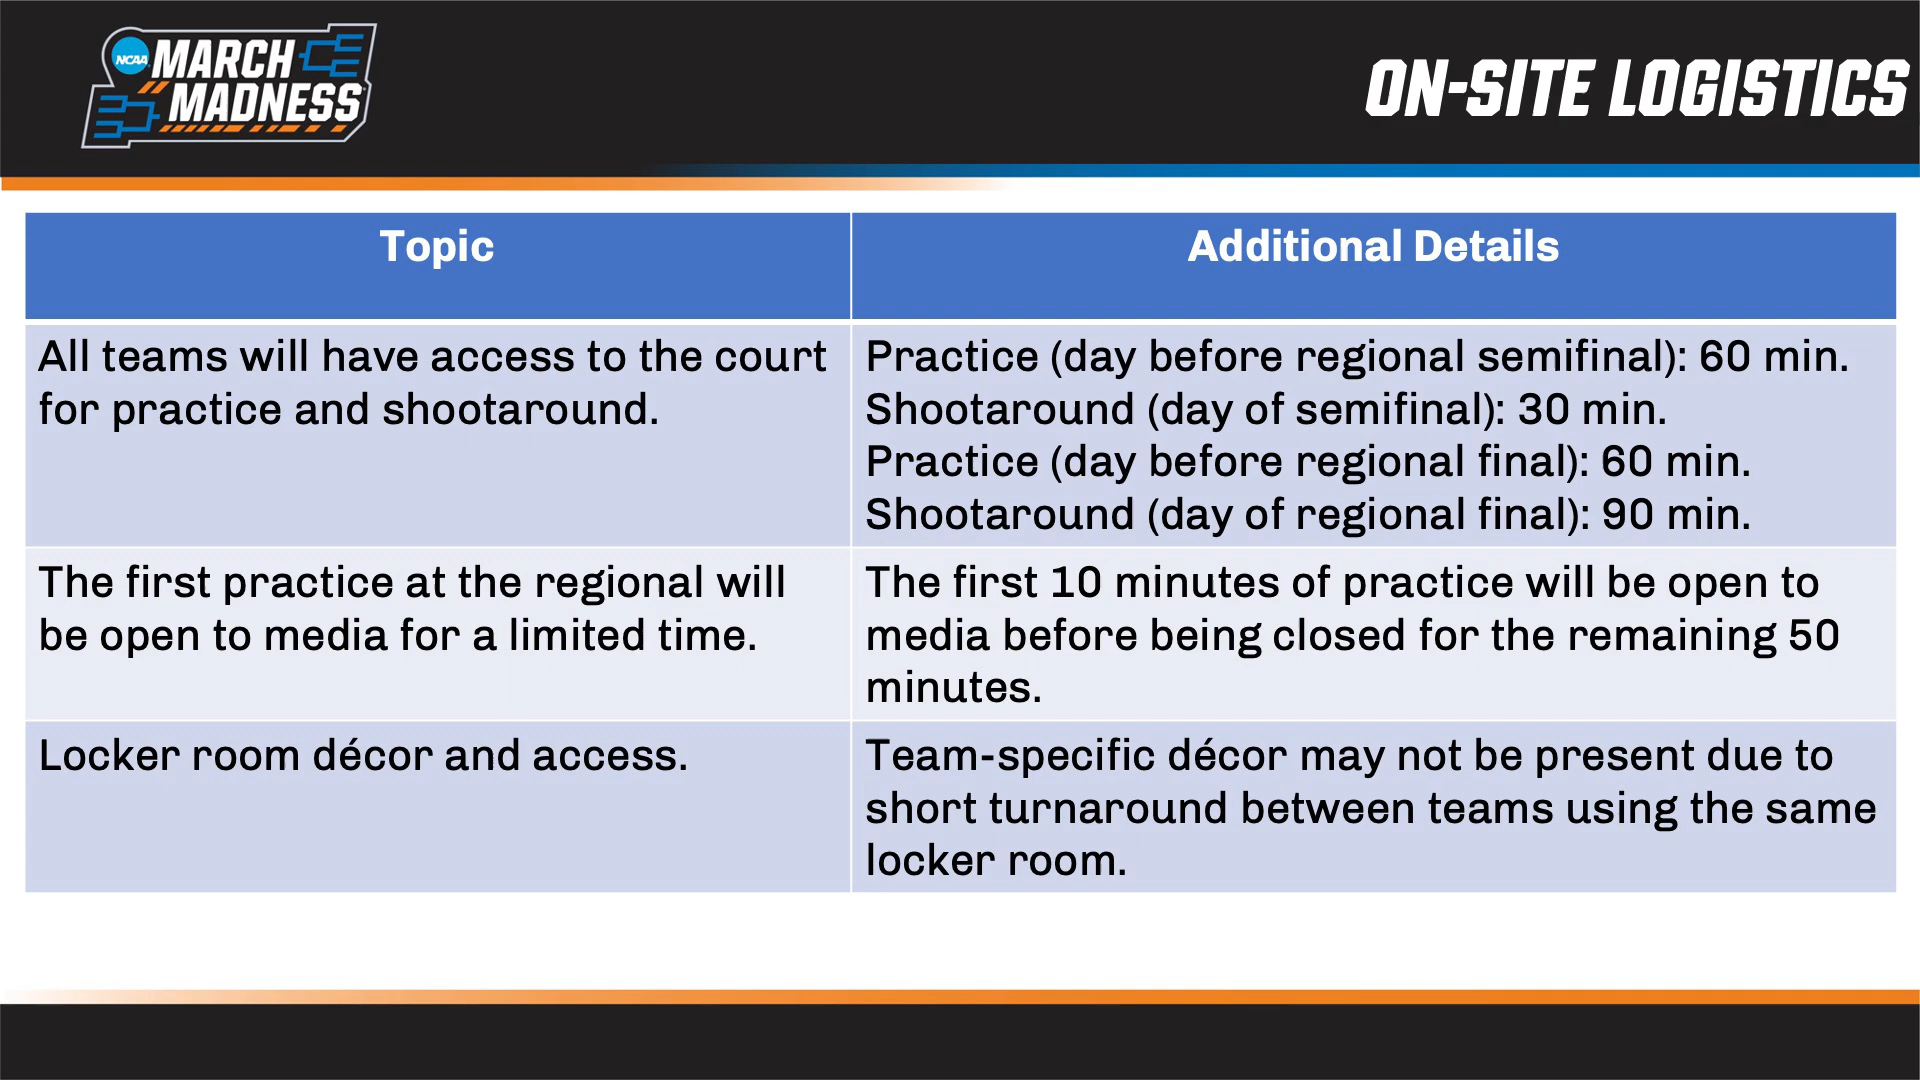 NCAA
MARCH
MADNESS
ON-SITE LOGISTICS
Topic
Additional Details
All teams will have access to the court
for practice and shootaround.
Practice (day before regional semifinal): 60 min.
Shootaround (day of semifinal): 30 min.
Practice (day before regional final): 60 min.
Shootaround (day of regional final): 90 min.
The first practice at the regional will
be open to media for a limited time.
The first 10 minutes of practice will be open to
media before being closed for the remaining 50
minutes.
Locker room décor and access.
Team-specific décor may not be present due to
short turnaround between teams using the same
locker room.